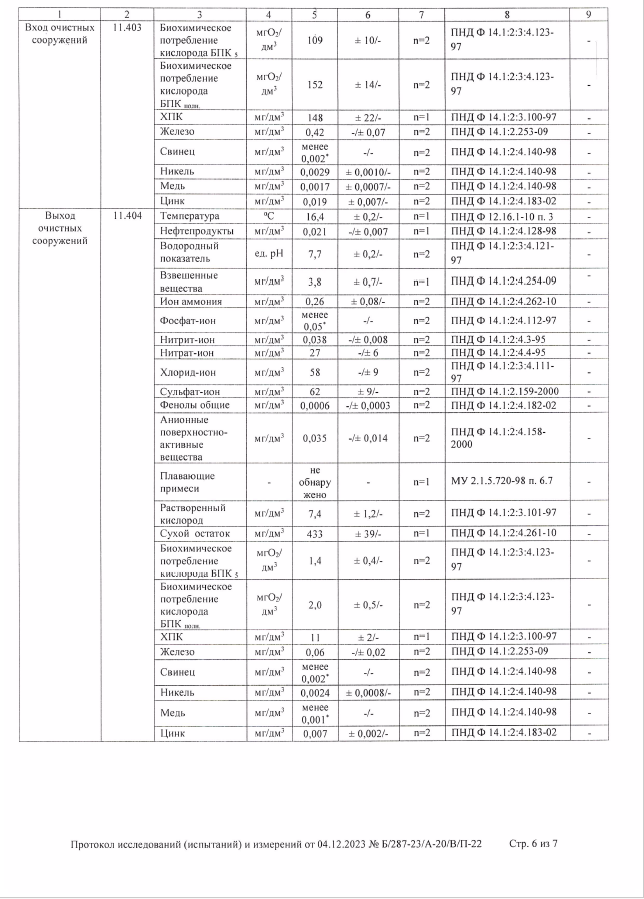 1 2 3 4 5 6 7 8 9
Вход очистных сооружений 11.403 Биохимическое потребление кислорода БПК 5 мгО2/дм3 109 ± 10/- n=2 ПНД Ф 14.1:2:3:4.123-97 -
Биохимическое потребление кислорода БПК полн. мгО2/дм3 152 ± 14/- n=2 ПНД Ф 14.1:2:3:4.123-97 -
ХПК мг/дм3 148 ± 22/- n=1 ПНД Ф 14.1:2:3.100-97 -
Железо мг/дм3 0,42 -/± 0,07 n=2 ПНД Ф 14.1:2.253-09 -
Свинец мг/дм3 менее 0,002* -/- n=2 ПНД Ф 14.1:2:4.140-98 -
Никель мг/дм3 0,0029 ± 0,0010/- n=2 ПНД Ф 14.1:2:4.140-98 -
Медь мг/дм3 0,0017 ± 0,0007/- n=2 ПНД Ф 14.1:2:4.140-98 -
Цинк мг/дм3 0,019 ± 0,007/- n=2 ПНД Ф 14.1:2:4.183-02 -
Выход очистных сооружений 11.404 Температура ºС 16,4 ± 0,2/- n=1 ПНД Ф 12.16.1-10 п. 3 -
Нефтепродукты мг/дм3 0,021 -/± 0,007 n=1 ПНД Ф 14.1:2:4.128-98 -
Водородный показатель ед. рН 7,7 ± 0,2/- n=2 ПНД Ф 14.1:2:3:4.121-97 -
Взвешенные вещества мг/дм3 3,8 ± 0,7/- n=1 ПНД Ф 14.1:2:4.254-09 -
Ион аммония мг/дм3 0,26 ± 0,08/- n=2 ПНД Ф 14.1:2:4.262-10 -
Фосфат-ион мг/дм3 менее 0,05* -/- n=2 ПНД Ф 14.1:2:4.112-97 -
Нитрит-ион мг/дм3 0,038 -/± 0,008 n=2 ПНД Ф 14.1:2:4.3-95 -
Нитрат-ион мг/дм3 27 -/± 6 n=2 ПНД Ф 14.1:2:4.4-95 -
Хлорид-ион мг/дм3 58 -/± 9 n=2 ПНД Ф 14.1:2:3:4.111-97 -
Сульфат-ион мг/дм3 62 ± 9/- n=2 ПНД Ф 14.1:2.159-2000 -
Фенолы общие мг/дм3 0,0006 -/± 0,0003 n=2 ПНД Ф 14.1:2:4.182-02 -
Анионные поверхностно-активные вещества мг/дм3 0,035 -/± 0,014 n=2 ПНД Ф 14.1:2:4.158-2000 -
Плавающие примеси - не обнаружено - n=1 МУ 2.1.5.720-98 п. 6.7 -
Растворенный кислород мг/дм3 7,4 ± 1,2/- n=2 ПНД Ф 14.1:2:3.101-97 -
Сухой остаток мг/дм3 433 ± 39/- n=1 ПНД Ф 14.1:2:4.261-10 -
Биохимическое потребление кислорода БПК 5 мгО2/дм3 1,4 ± 0,4/- n=2 ПНД Ф 14.1:2:3:4.123-97 -
Биохимическое потребление кислорода БПК полн. мгО2/дм3 2,0 ± 0,5/- n=2 ПНД Ф 14.1:2:3:4.123-97 -
ХПК мг/дм3 11 ± 2/- n=1 ПНД Ф 14.1:2:3.100-97 -
Железо мг/дм3 0,06 -/± 0,02 n=2 ПНД Ф 14.1:2.253-09 -
Свинец мг/дм3 менее 0,002* -/- n=2 ПНД Ф 14.1:2:4.140-98 -
Никель мг/дм3 0,0024 ± 0,0008/- n=2 ПНД Ф 14.1:2:4.140-98 -
Медь мг/дм3 менее 0,001* -/- n=2 ПНД Ф 14.1:2:4.140-98 -
Цинк мг/дм3 0,007 ± 0,002/- n=2 ПНД Ф 14.1:2:4.183-02 -
Протокол исследований (испытаний) и измерений от 04.12.2023 № Б/287-23/А-20/В/П-22 Стр. 6 из 7